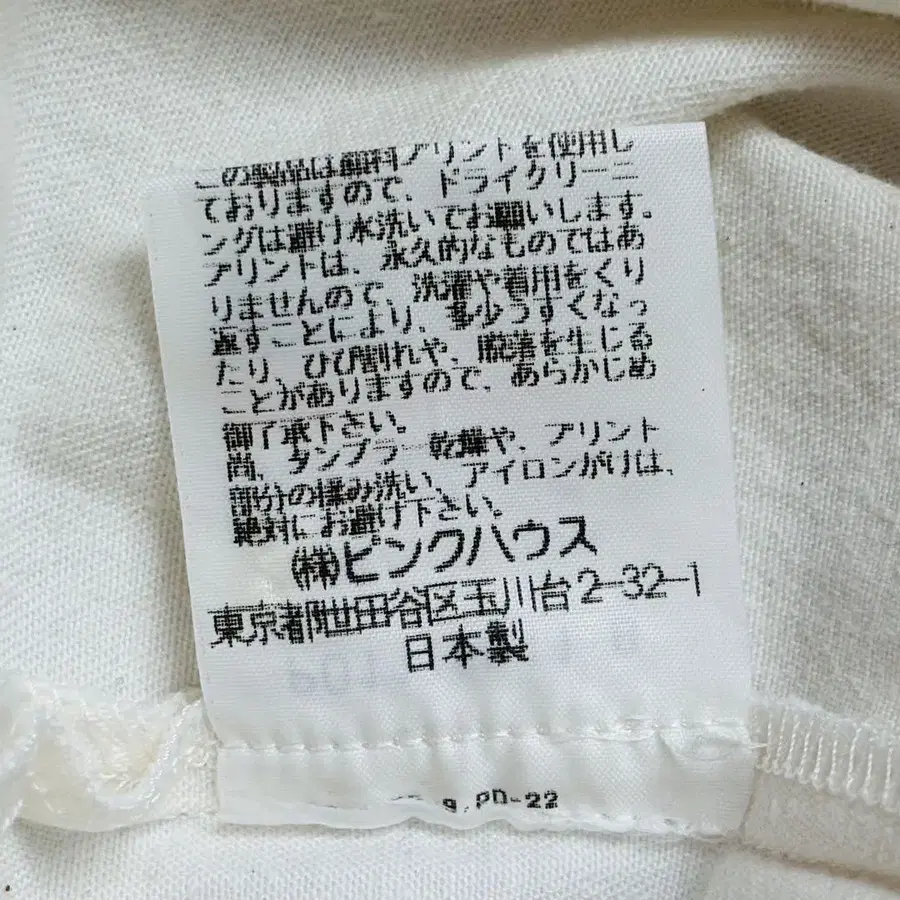 この製品は顔料プリントを使用し
ておりますので、ドライクリーニ
ングは避け水洗いでお願いします。
プリントは、永久的なものではあ
りませんので、洗濯や着用をくり
返すことにより、多少うすくなっ
たり、ひび割れや、脱落を生じる
ことがありますので、あらかじめ
御了承下さい。
尚、タンブラー乾燥や、プリント
部分の揉み洗い、アイロンがけは、
絶対にお避け下さい。
㈱ピンクハウス
東京都世田谷区玉川台2-32-1
日本製
9.PD-22